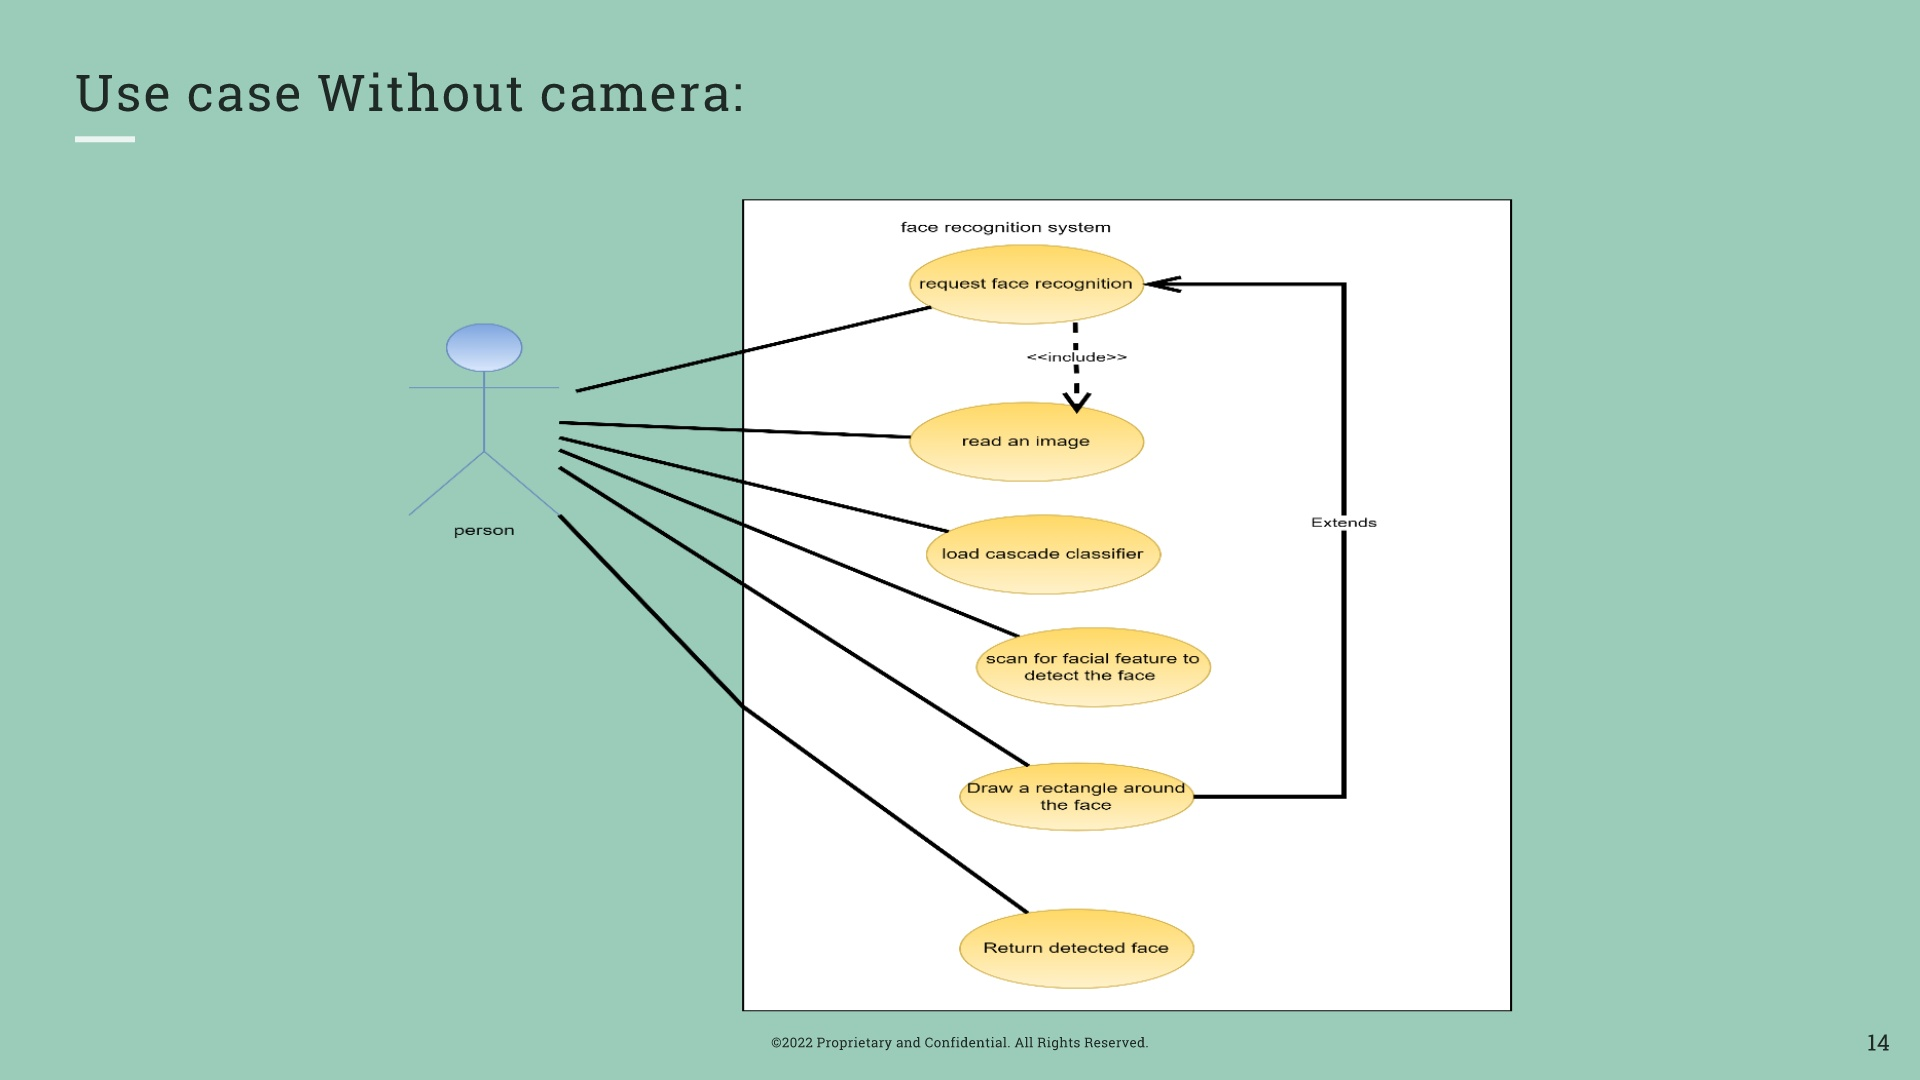 Use case Without camera:
face recognition system
request face recognition
<<include>>
read an image
Extends
person
load cascade classifier
scan for facial feature to
detect the face
Draw a rectangle around
the face
Return detected face
©2022 Proprietary and Confidential. All Rights Reserved.
14